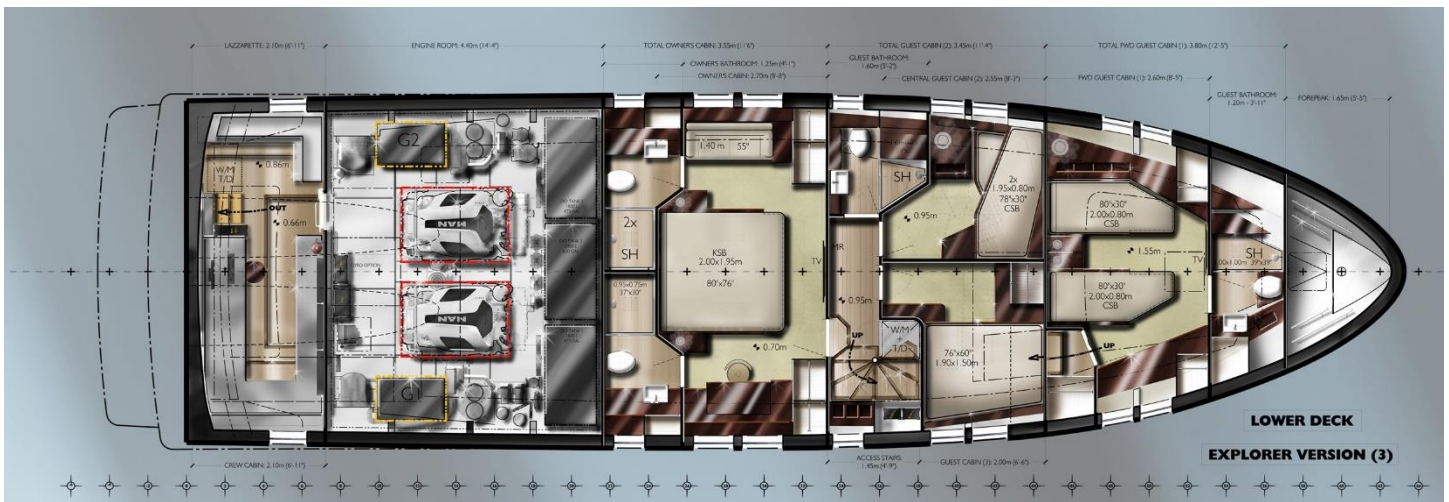 LAZZARETTE: 2.10m (6'-11")
ENGINE ROOM: 4.40m (14'-4")
TOTAL OWNER'S CABIN: 3.55m (11'6")
TOTAL GUEST CABIN (2): 3.45m (11'-4")
TOTAL FWD GUEST CABIN (1): 3.80m (12'-5")
OWNER'S BATHROOM: 1.25m (4'-1")
GUEST BATHROOM:
1.60m (5'-2")
OWNER'S CABIN: 2.70m (8'-8")
CENTRAL GUEST CABIN (2): 2.55m (8'-3")
FWD GUEST CABIN (1): 2.60m (8'-5")
GUEST BATHROOM:
1.20m - 3'-11"
FOREPEAK: 1.65m (5'-5")
G2
W/M
T/D
0.86m
OUT
0.66m
MAN
MAN
G1
1.40 m
55"
2x
SH
KSB
2.00x1.95m
80"x76"
0.95x0.75m
37"x30"
TV
0.70m
SH
0.95m
2x
1.95x0.80m
78"x30"
CSB
80"x30"
2.00x0.80m
CSB
1.55m
TV
SH
80"x30"
2.00x0.80m
CSB
0.95m
UP
W/M
T/D
76"x60"
1.90x1.50m
UP
LOWER DECK
EXPLORER VERSION (3)
CREW CABIN: 2.10m (6'-11")
ACCESS STAIRS:
1.45m (4'-9")
GUEST CABIN (3): 2.00m (6'-6")